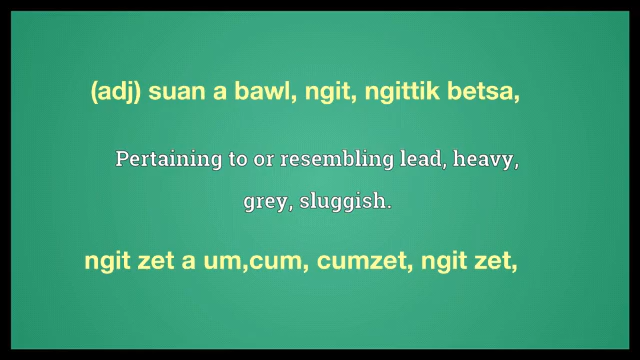 (adj) suan a bawl, ngit, ngittik betsa,
Pertaining to or resembling lead, heavy,
grey, sluggish.
ngit zet a um,cum, cumzet, ngit zet,